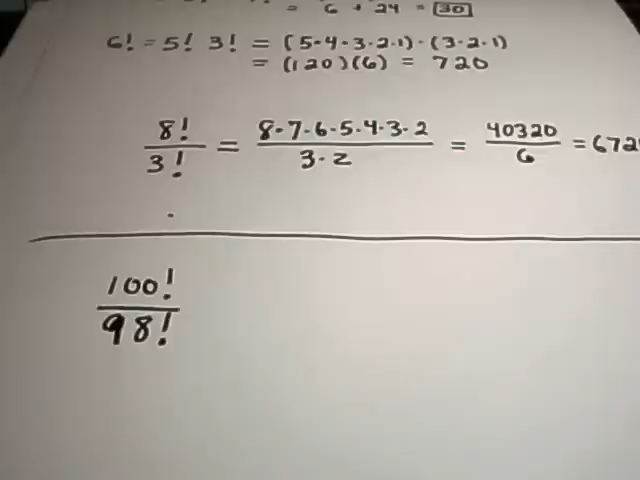 = 6 + 24 = 30
6! = 5! 3! = (5·4·3·2·1)·(3·2·1)
= (120)(6) = 720
8!/3! = 8·7·6·5·4·3·2/3·2 = 40320/6 = 672
100!/98!